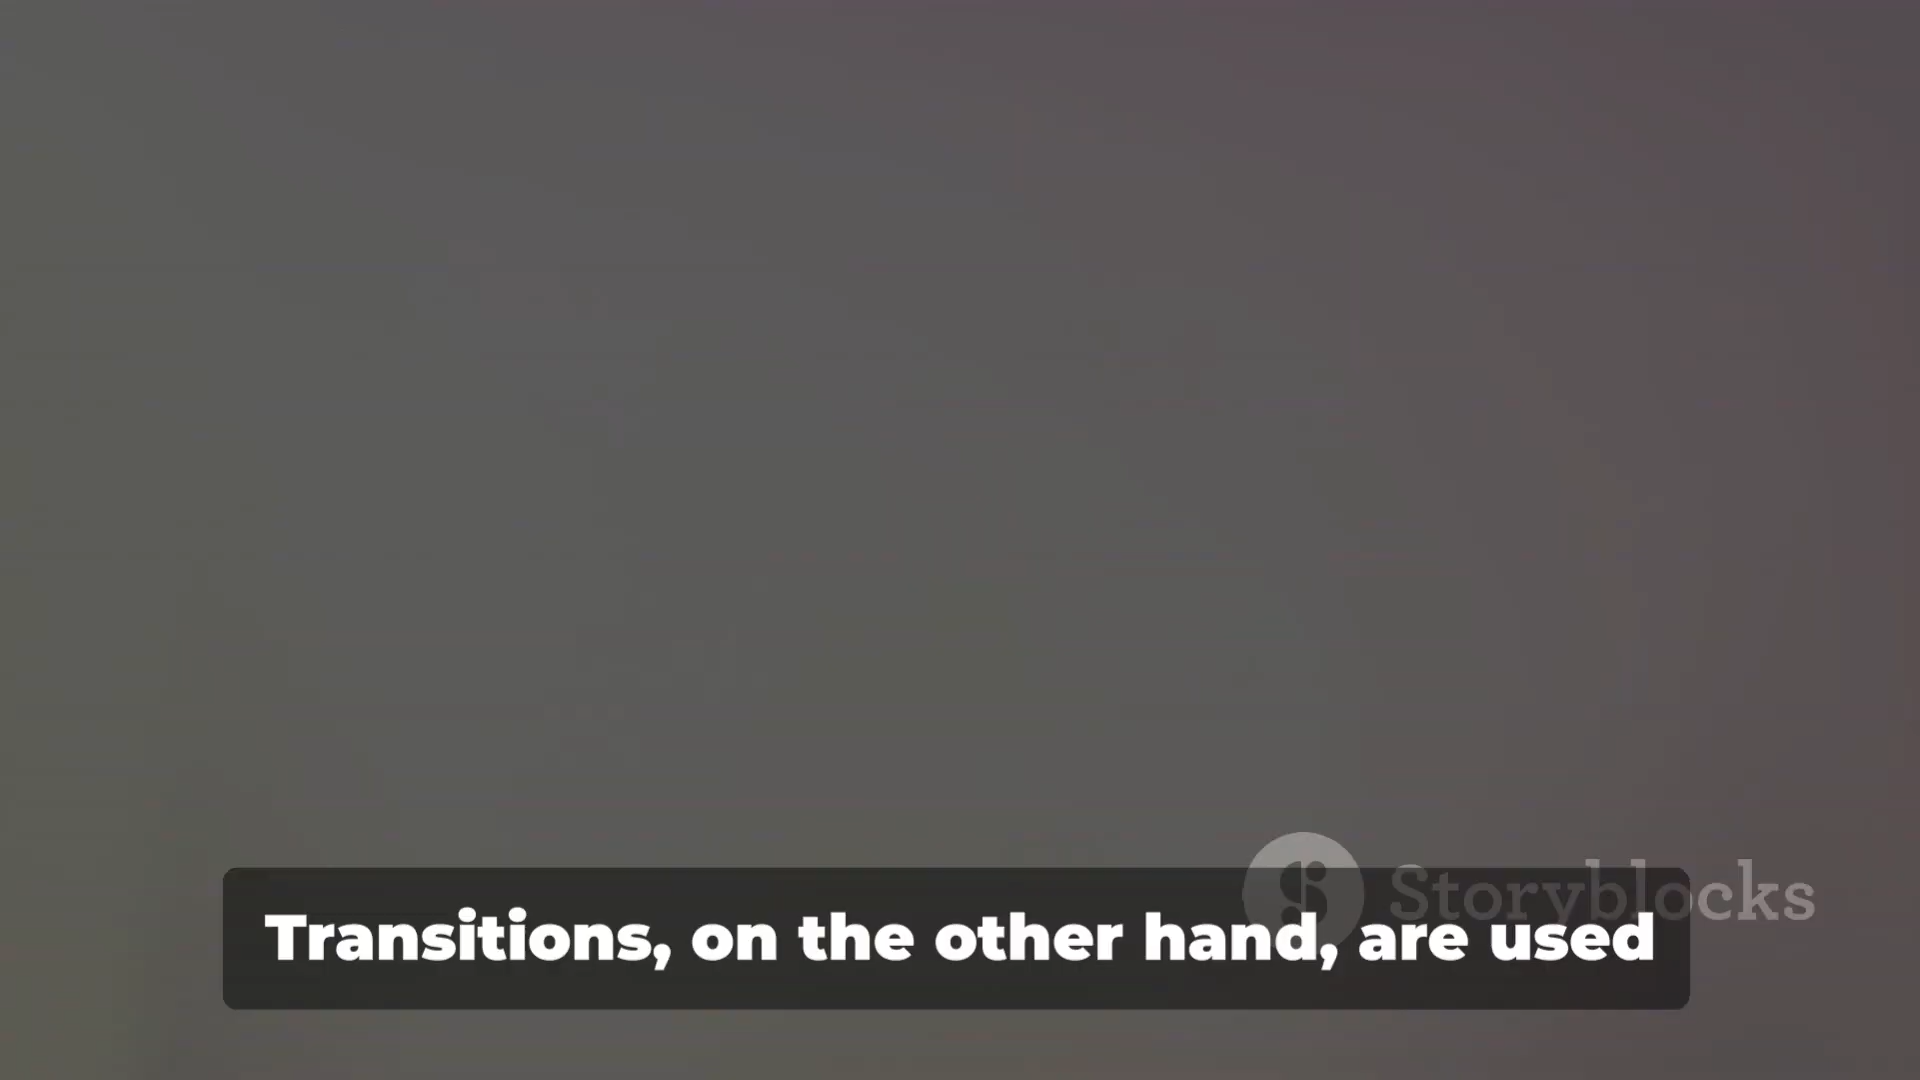 Storyblocks
Transitions, on the other hand, are used